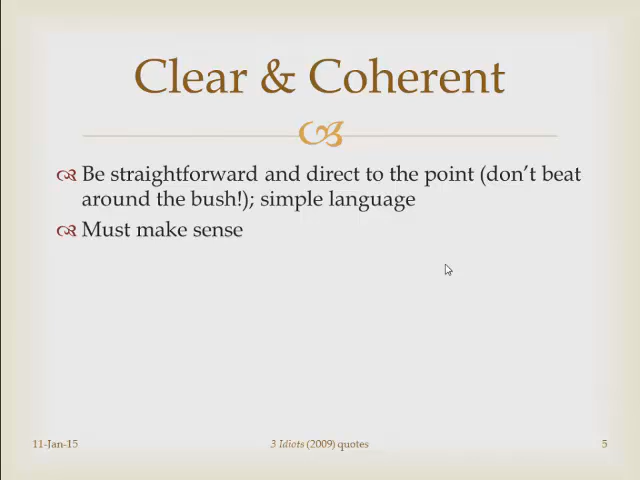 Clear & Coherent
Be straightforward and direct to the point (don't beat
around the bush!); simple language
Must make sense
11-Jan-15
3 Idiots (2009) quotes
5